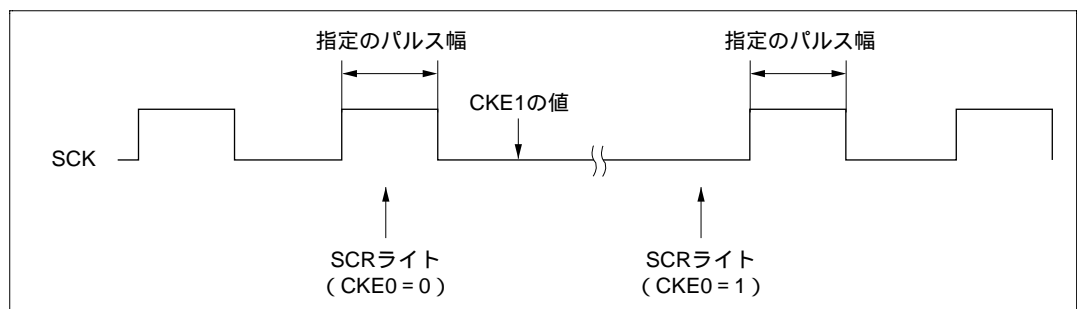 指定のパルス幅
指定のパルス幅
CKE1の値
SCK
SCRライト
(CKE0 = 0)
SCRライト
(CKE0 = 1)